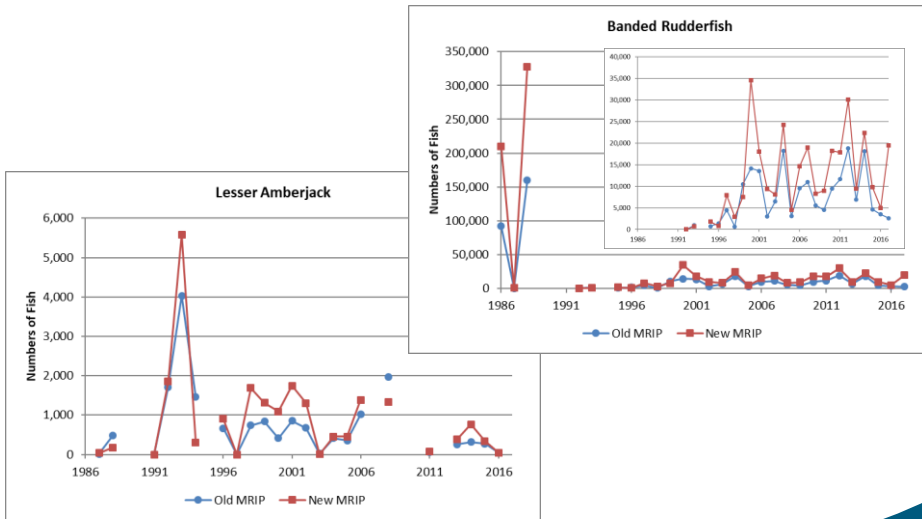 Banded Rudderfish
350,000
300,000
250,000
200,000
150,000
100,000
50,000
0
Numbers of Fish
1986 1991 1996 2001 2006 2011 2016
Old MRIP New MRIP
40,000
35,000
30,000
25,000
20,000
15,000
10,000
5,000
0
1986 1991 1996 2001 2006 2011 2016
Lesser Amberjack
6,000
5,000
4,000
3,000
2,000
1,000
0
Numbers of Fish
1986 1991 1996 2001 2006 2011 2016
Old MRIP New MRIP